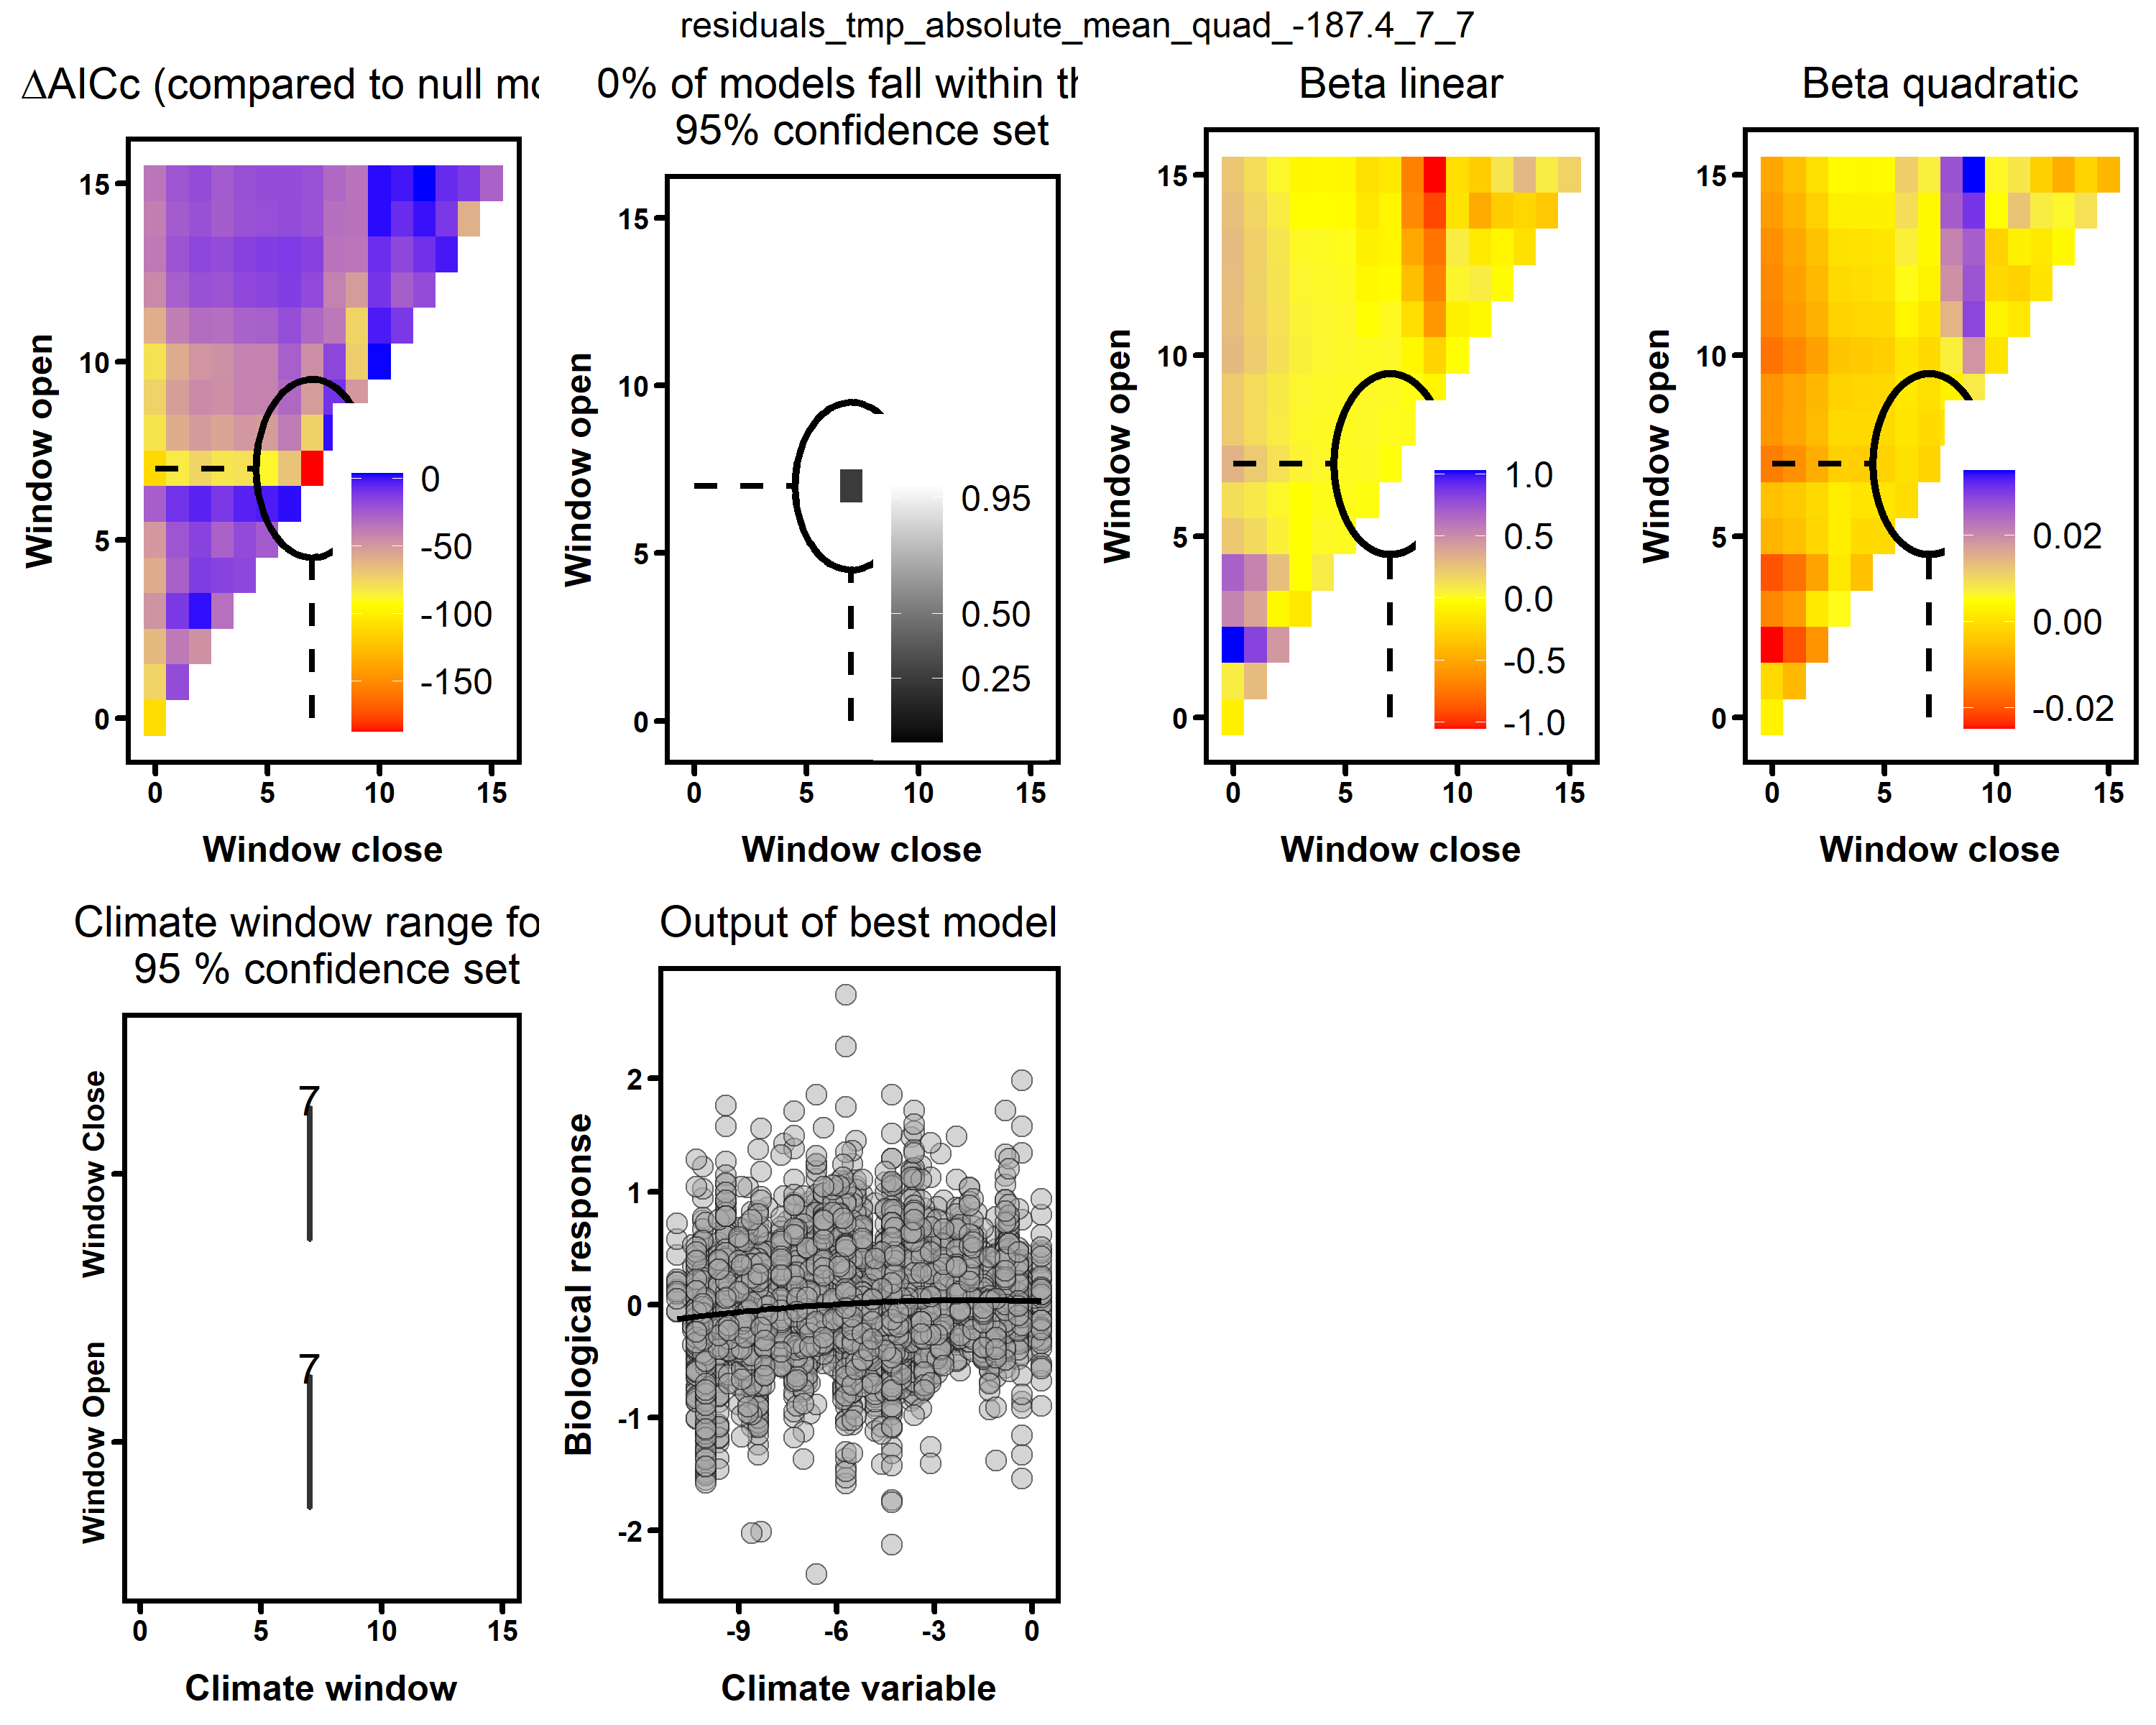 residuals_tmp_absolute_mean_quad_-187.4_7_7
ΔAICc (compared to null mo
Window open
15
10
5
0
0
-50
-100
-150
0 5 10 15
Window close
0% of models fall within th
95% confidence set
Window open
15
10
5
0
0.95
0.50
0.25
0 5 10 15
Window close
Beta linear
Window open
15
10
5
0
1.0
0.5
0.0
-0.5
-1.0
0 5 10 15
Window close
Beta quadratic
Window open
15
10
5
0
0.02
0.00
-0.02
0 5 10 15
Window close
Climate window range fo
95 % confidence set
Window Close
7
Window Open
7
0 5 10 15
Climate window
Output of best model
Biological response
2
1
0
-1
-2
-9 -6 -3 0
Climate variable